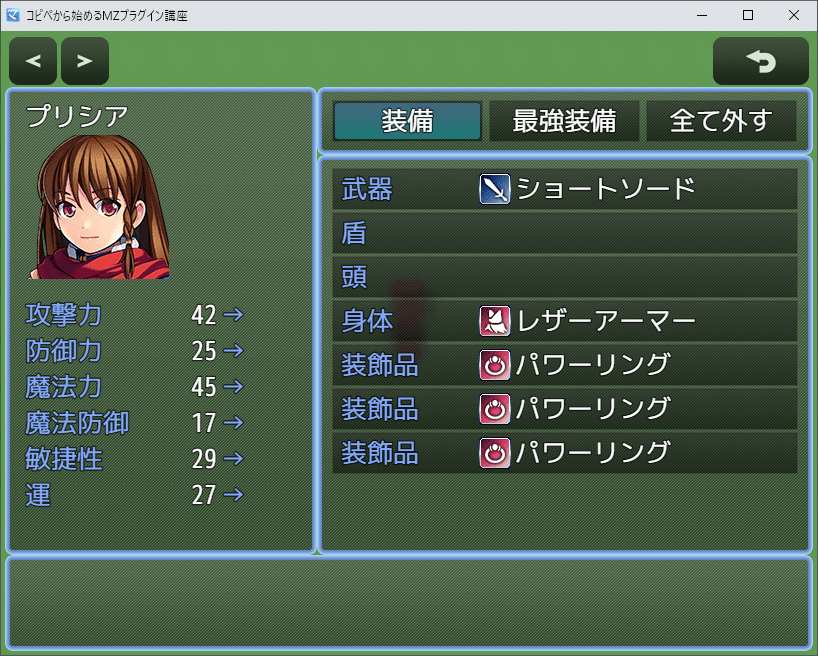 コピペから始めるMZプラグイン講座
< >
プリシア
攻撃力 42→
防御力 25→
魔法力 45→
魔法防御 17→
敏捷性 29→
運 27→
装備 最強装備 全て外す
武器 ショートソード
盾
頭
身体 レザーアーマー
装飾品 パワーリング
装飾品 パワーリング
装飾品 パワーリング